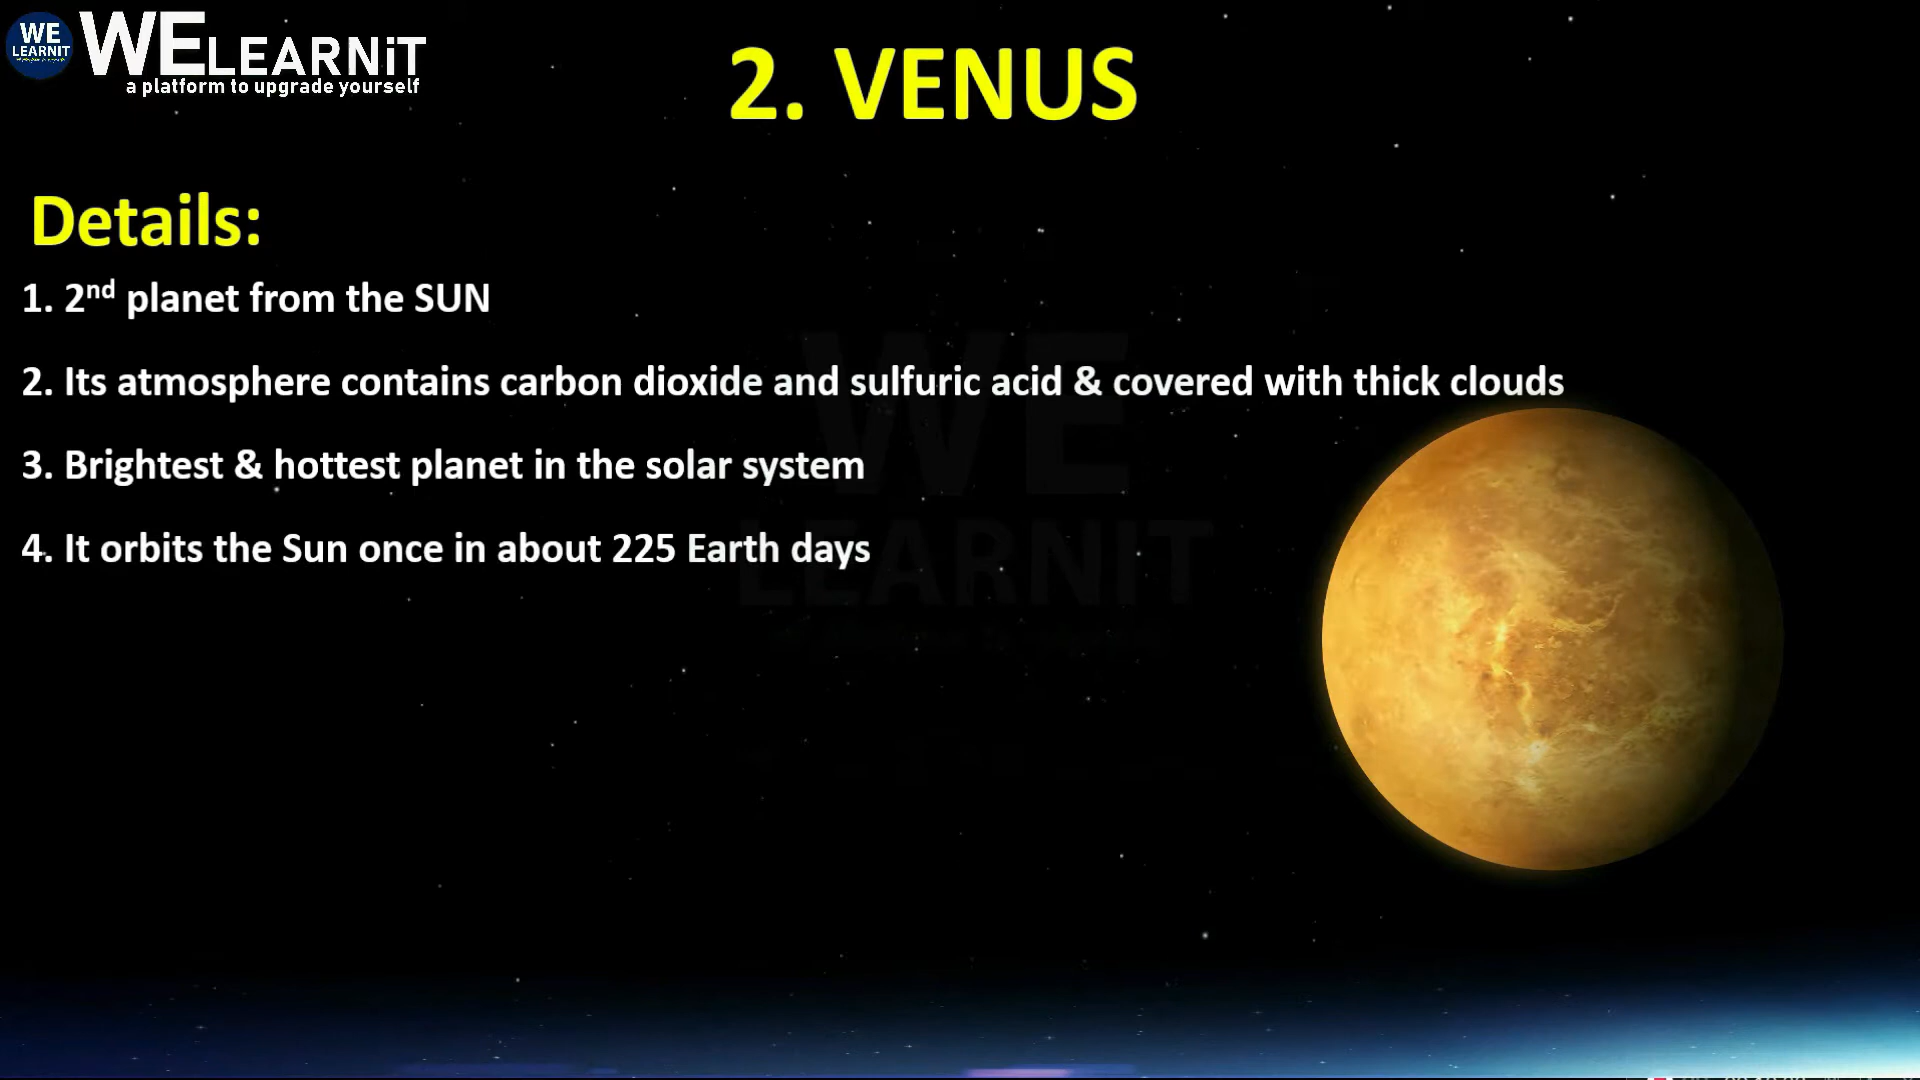 WE
LEARNIT
WELEARNiT
a platform to upgrade yourself
2. VENUS
Details:
1. 2nd planet from the SUN
2. Its atmosphere contains carbon dioxide and sulfuric acid & covered with thick clouds
3. Brightest & hottest planet in the solar system
4. It orbits the Sun once in about 225 Earth days
WE
LEARNIT